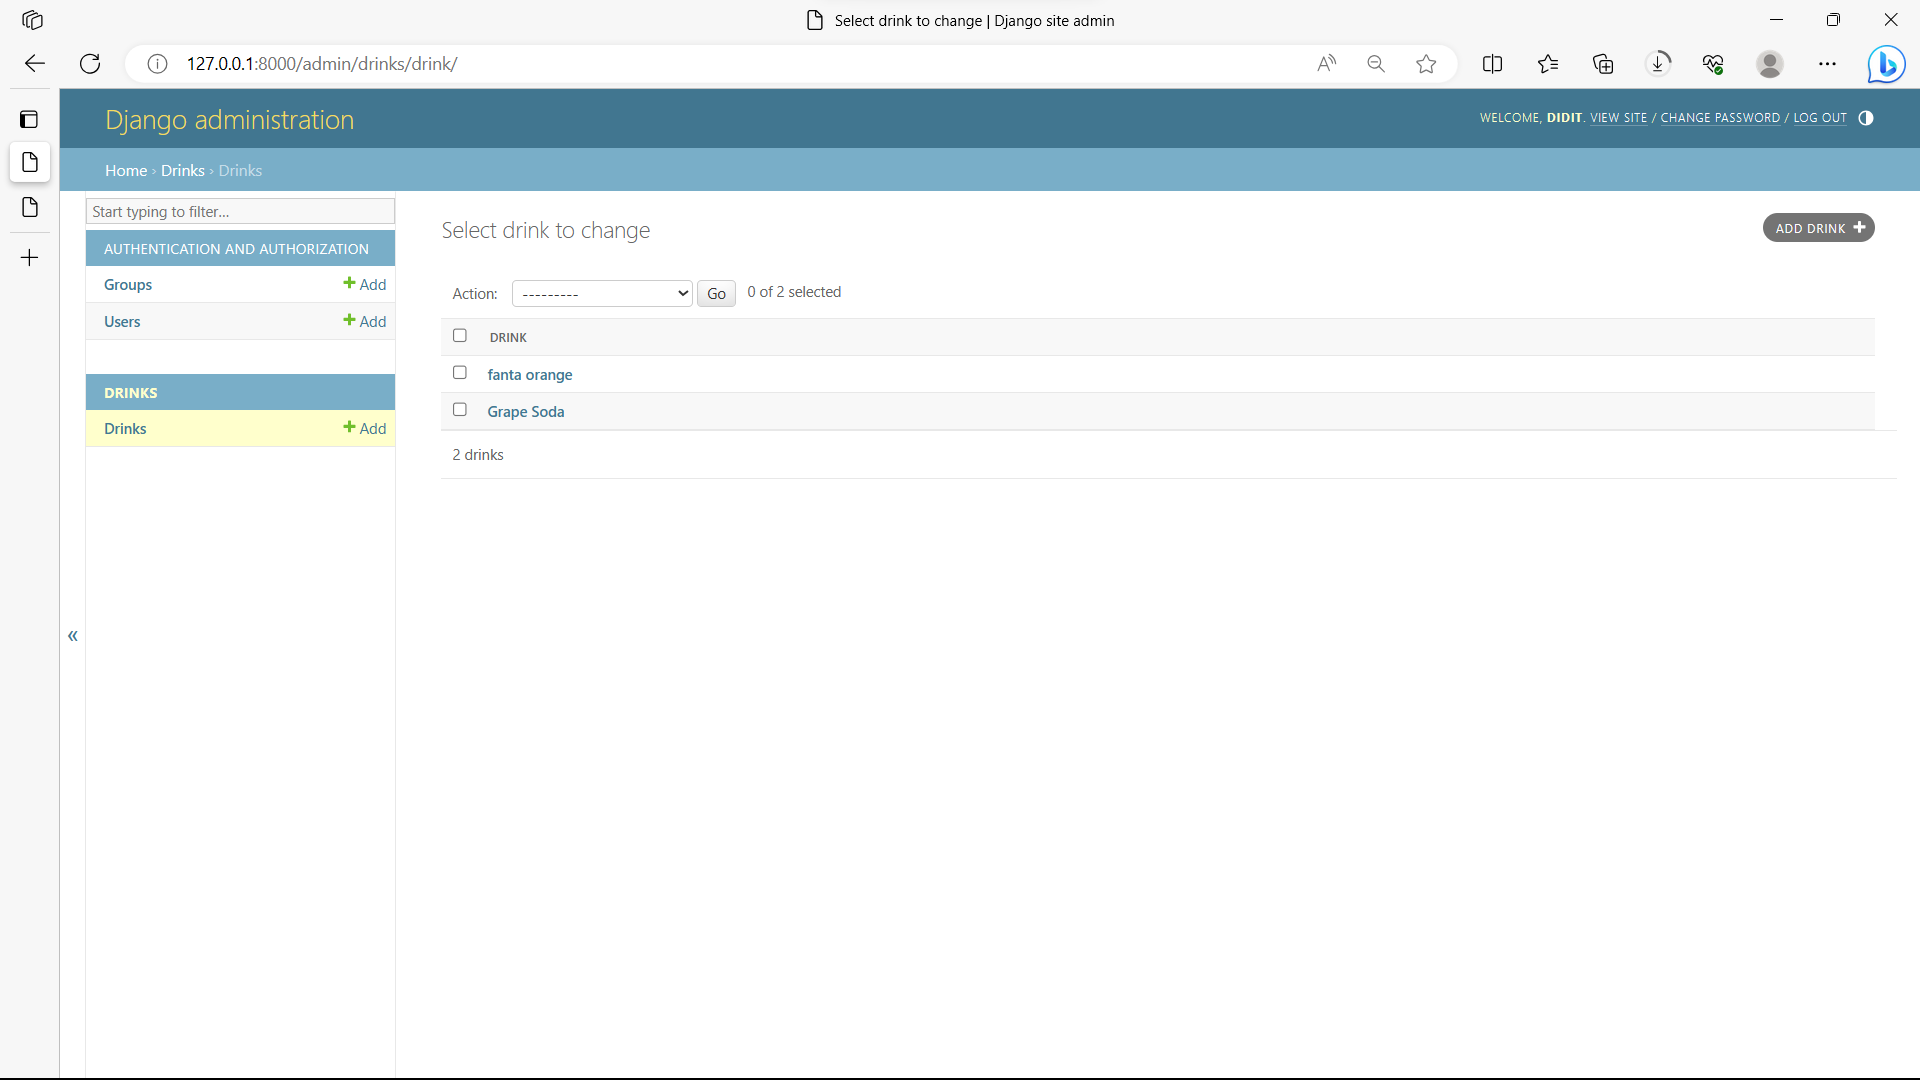 Select drink to change | Django site admin
127.0.0.1:8000/admin/drinks/drink/
Django administration
WELCOME, DIDIT. VIEW SITE / CHANGE PASSWORD / LOG OUT
Home › Drinks › Drinks
Start typing to filter...
AUTHENTICATION AND AUTHORIZATION
Groups + Add
Users + Add
DRINKS
Drinks + Add
«
Select drink to change
ADD DRINK +
Action: --------- Go 0 of 2 selected
DRINK
fanta orange
Grape Soda
2 drinks